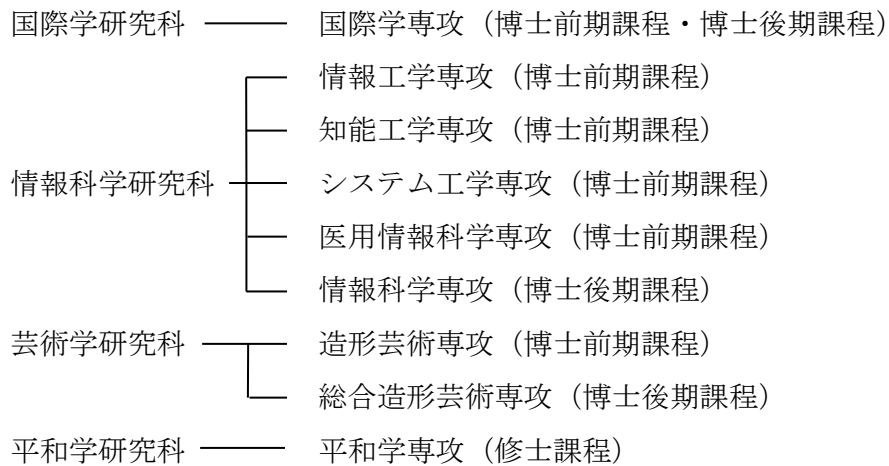 国際学研究科 国際学専攻（博士前期課程・博士後期課程）
情報工学専攻（博士前期課程）
知能工学専攻（博士前期課程）
情報科学研究科 システム工学専攻（博士前期課程）
医用情報科学専攻（博士前期課程）
情報科学専攻（博士後期課程）
芸術学研究科 造形芸術専攻（博士前期課程）
総合造形芸術専攻（博士後期課程）
平和学研究科 平和学専攻（修士課程）